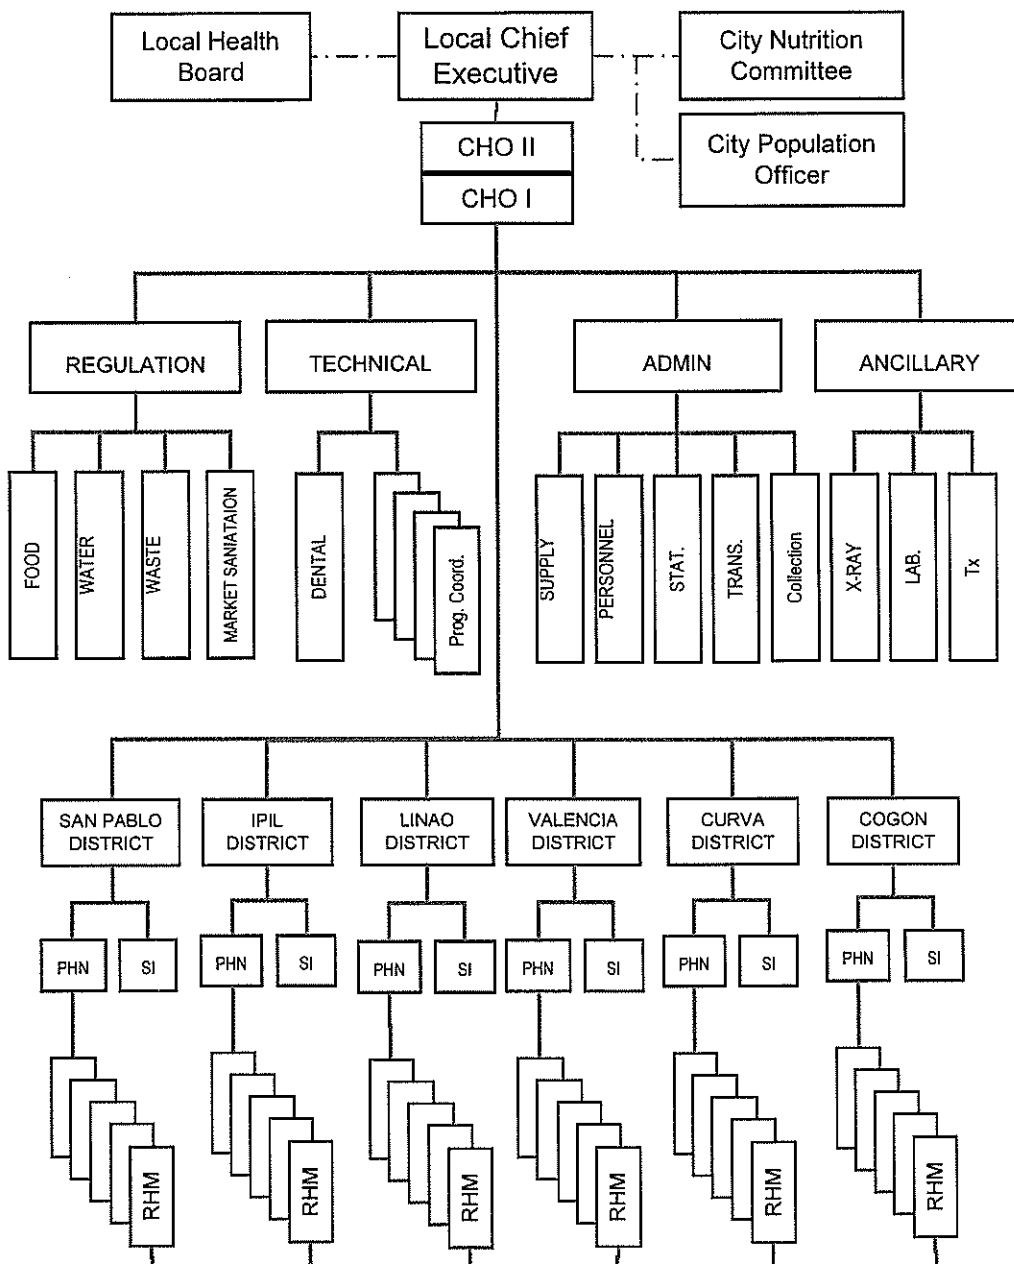 Local Health
Board
Local Chief
Executive
City Nutrition
Committee
CHO II
City Population
Officer
CHO I
REGULATION
TECHNICAL
ADMIN
ANCILLARY
FOOD
WATER
WASTE
MARKET SANIATAION
DENTAL
Prog. Coord.
SUPPLY
PERSONNEL
STAT.
TRANS.
Collection
X-RAY
LAB.
Tx
SAN PABLO
DISTRICT
IPIL
DISTRICT
LINAO
DISTRICT
VALENCIA
DISTRICT
CURVA
DISTRICT
COGON
DISTRICT
PHN
SI
PHN
SI
PHN
SI
PHN
SI
PHN
SI
PHN
SI
RHM
RHM
RHM
RHM
RHM
RHM